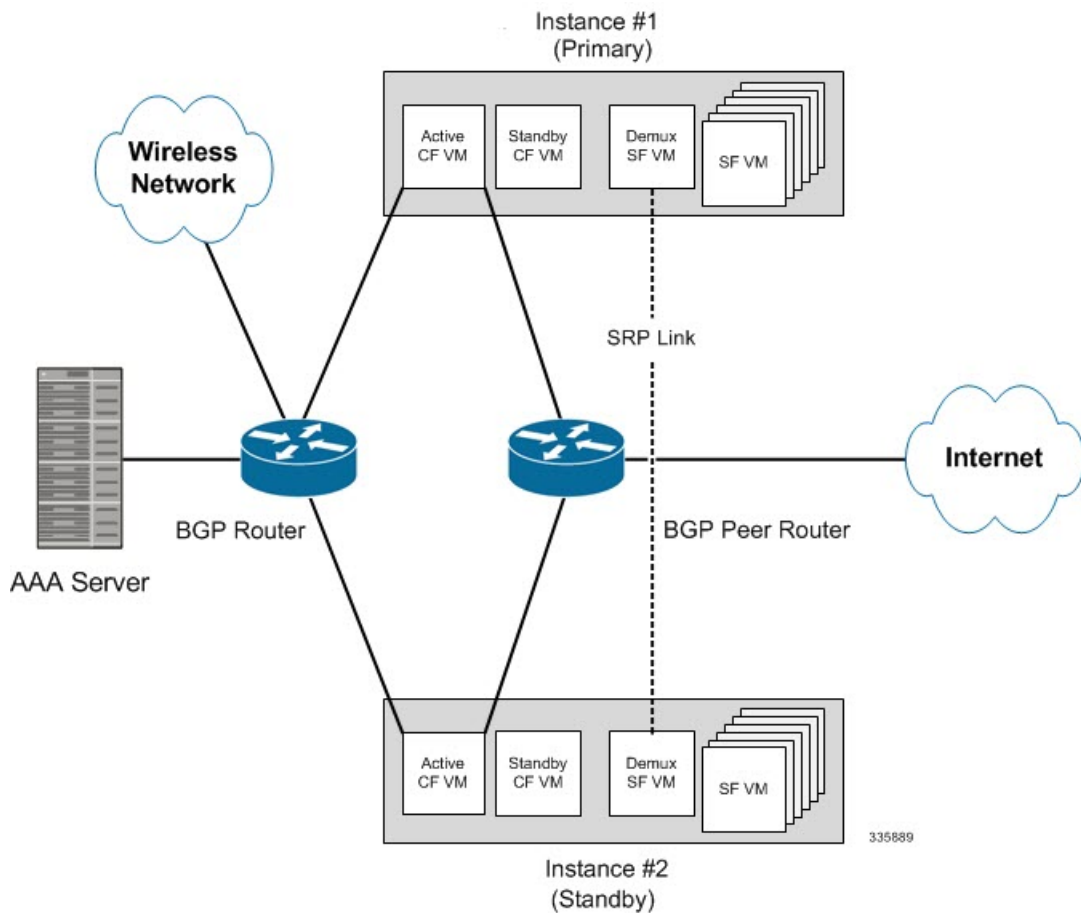 Instance #1
(Primary)
Active
CF VM
Standby
CF VM
Demux
SF VM
SF VM
Wireless
Network
SRP Link
Internet
BGP Router
BGP Peer Router
AAA Server
Active
CF VM
Standby
CF VM
Demux
SF VM
SF VM
335889
Instance #2
(Standby)